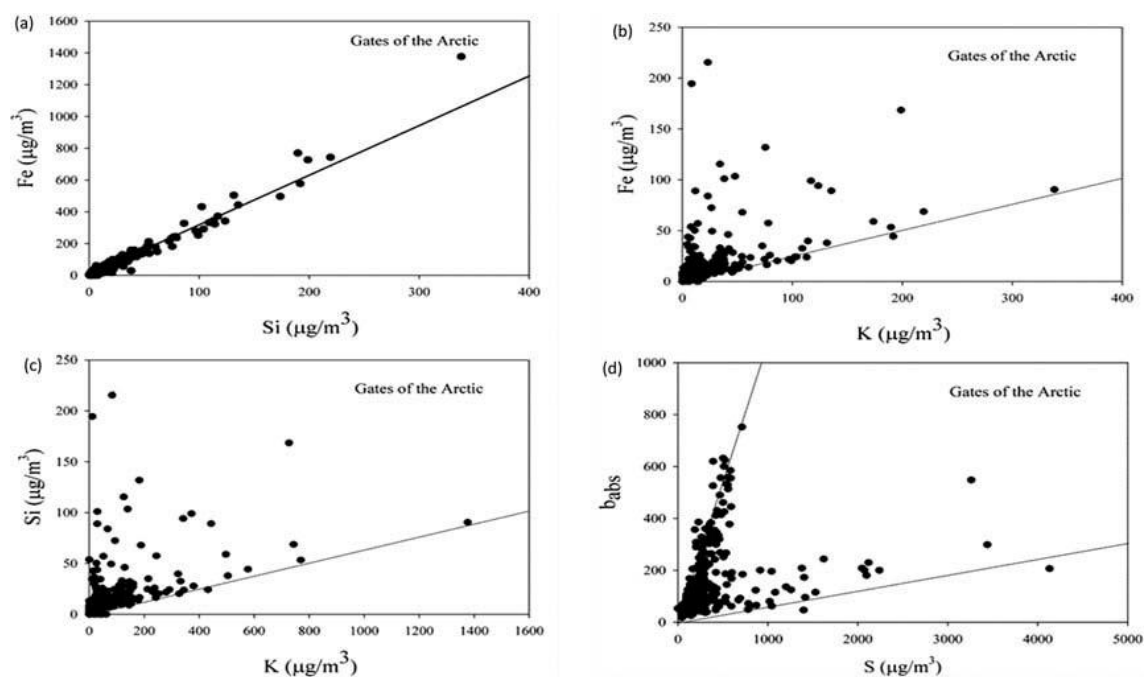 (a)
Gates of the Arctic
Fe (μg/m³)
1600
1400
1200
1000
800
600
400
200
0
0 100 200 300 400
Si (μg/m³)
(b)
Gates of the Arctic
Fe (μg/m³)
250
200
150
100
50
0
0 100 200 300 400
K (μg/m³)
(c)
Gates of the Arctic
Si (μg/m³)
250
200
150
100
50
0
0 200 400 600 800 1000 1200 1400 1600
K (μg/m³)
(d)
Gates of the Arctic
babs
1000
800
600
400
200
0
0 1000 2000 3000 4000 5000
S (μg/m³)